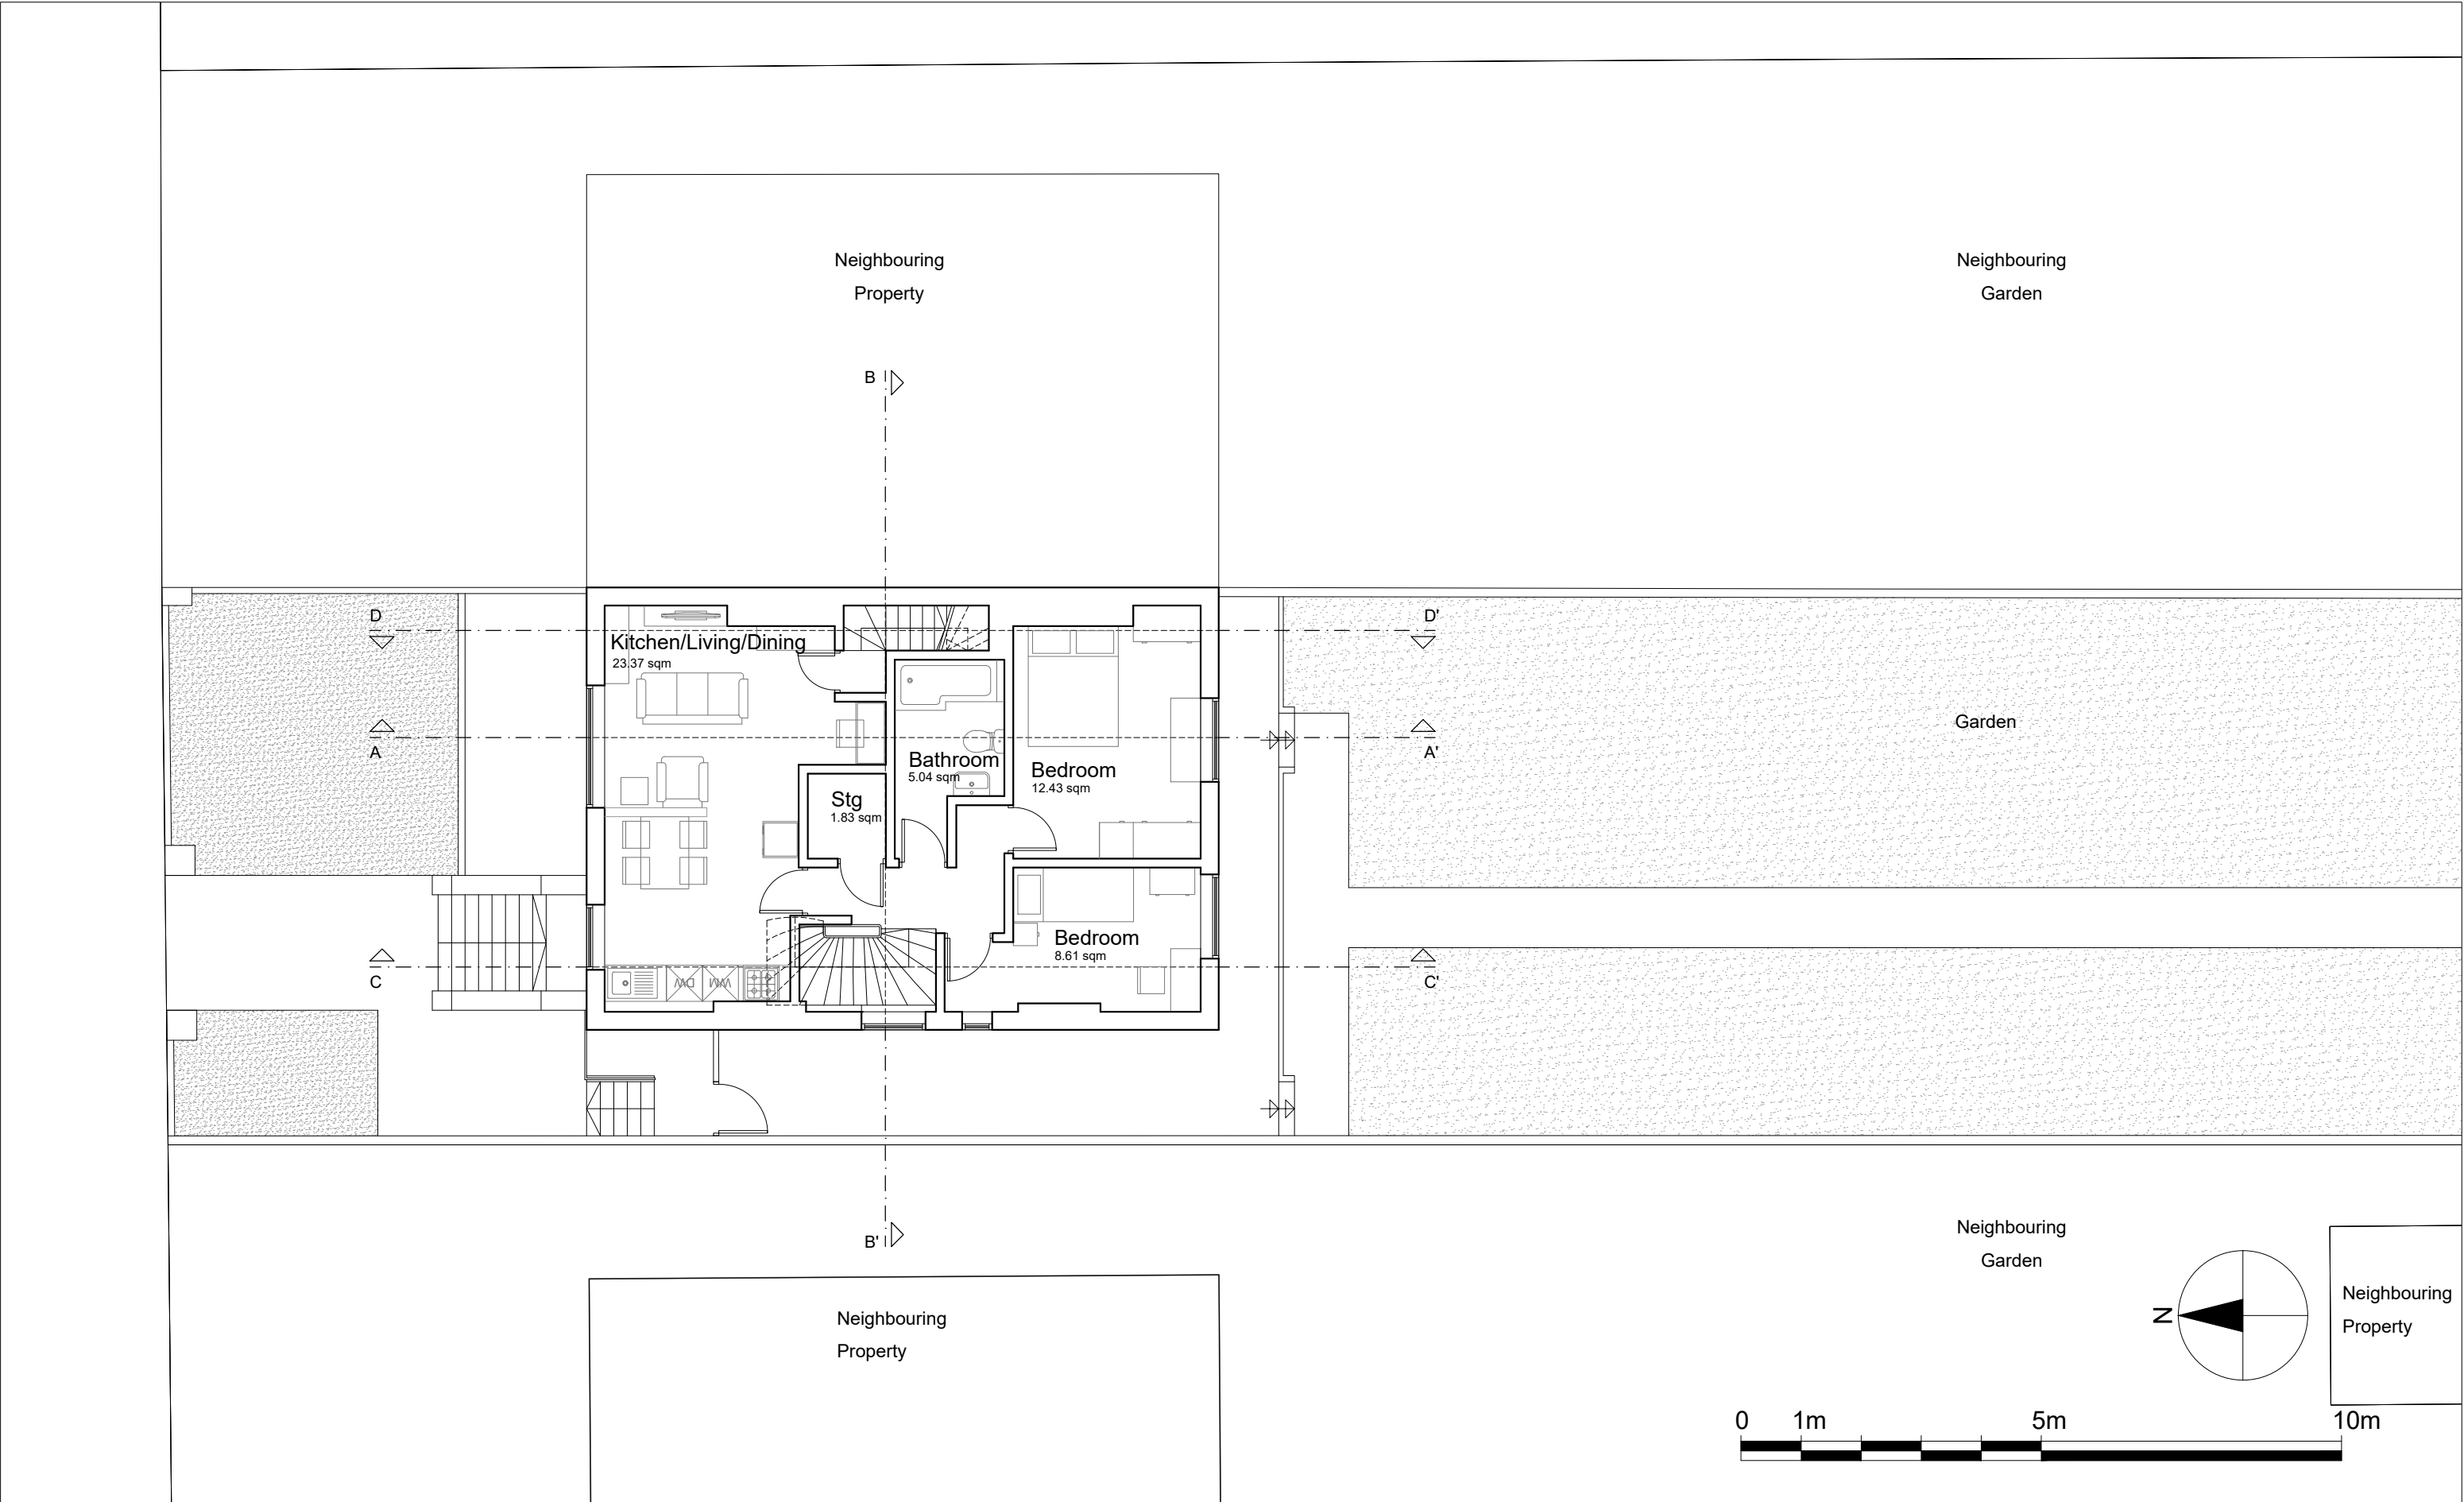 Neighbouring
Property
Neighbouring
Garden
B
D
D'
Kitchen/Living/Dining
23.37 sqm
A
A'
Garden
Bathroom
5.04 sqm
Bedroom
12.43 sqm
Stg
1.83 sqm
Bedroom
8.61 sqm
C
C'
DW
WM
B'
Neighbouring
Garden
Neighbouring
Property
Neighbouring
Property
N
0 1m 5m 10m